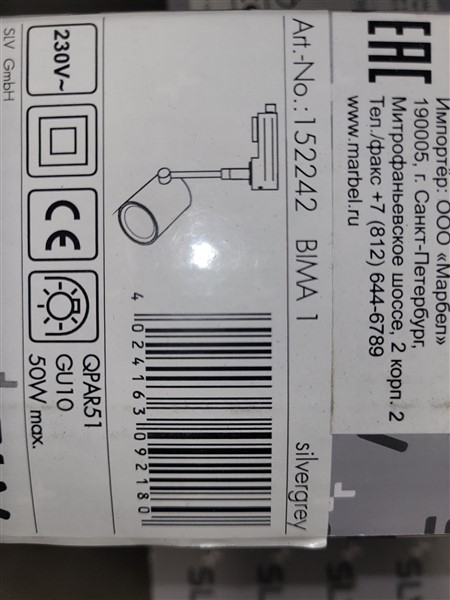 Импортёр: ООО «Марбел»
190005, г. Санкт-Петербург,
Митрофаньевское шоссе, 2 корп. 2
Тел./факс +7 (812) 644-6789
www.marbel.ru
EAC
Art.-No.: 152242 BIMA 1 silvergrey
4 024163 092180
QPAR51
GU10
50W max.
230V~
CE
SLV GmbH
SLV